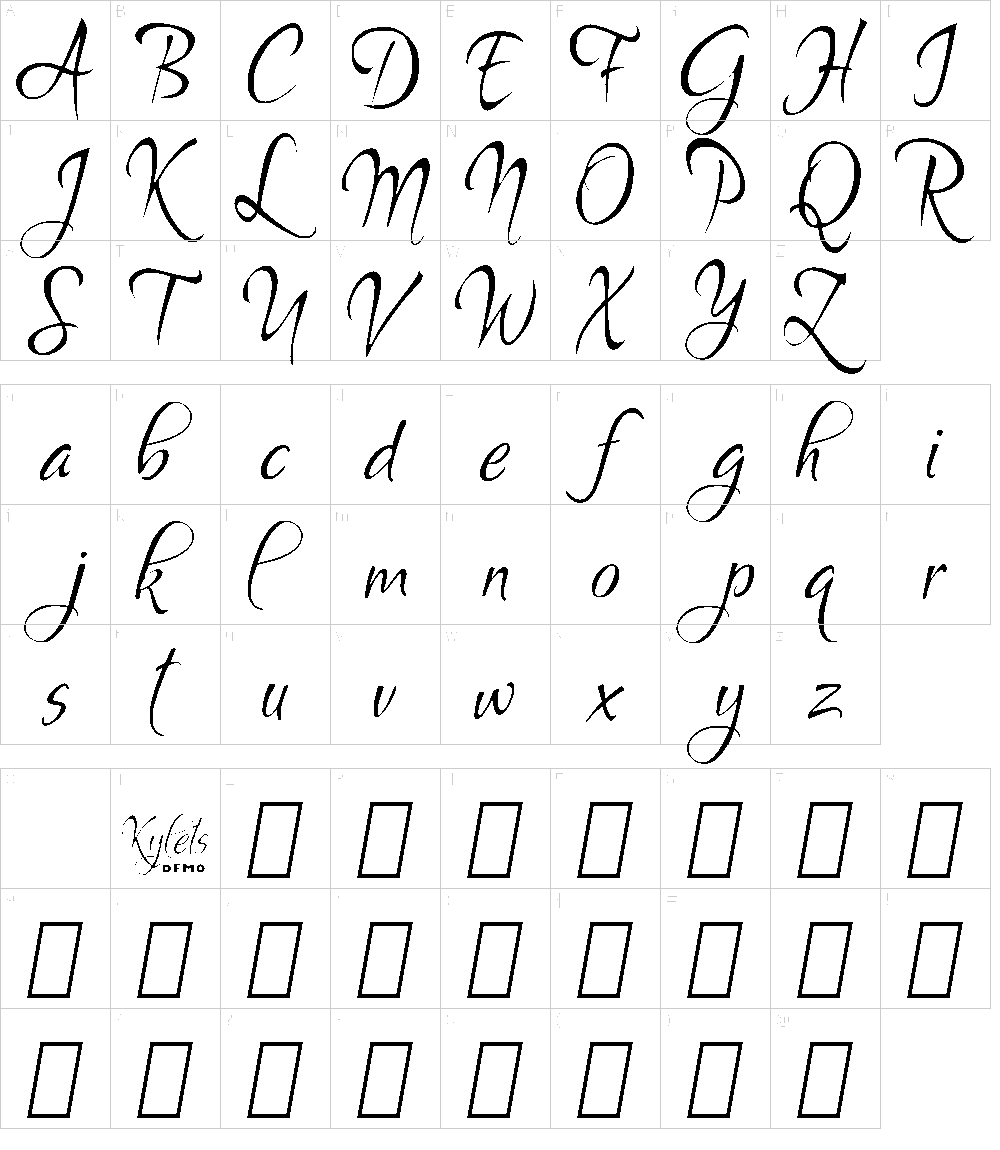 A B C D E F G H I
J K L M N O P Q R
S T U V W X Y Z
a b c d e f g h i
j k l m n o p q r
s t u v w x y z
Kylets
DEMO